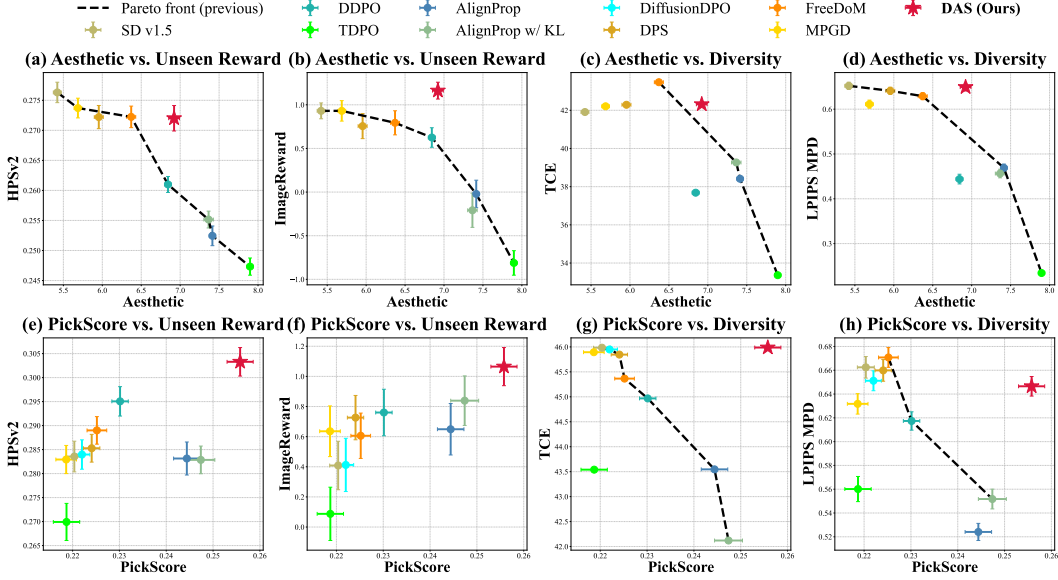 Pareto front (previous) DDPO AlignProp DiffusionDPO FreeDoM DAS (Ours)
SD v1.5 TDPO AlignProp w/ KL DPS MPGD
(a) Aesthetic vs. Unseen Reward
HPSv2
0.275
0.270
0.265
0.260
0.255
0.250
0.245
5.5 6.0 6.5 7.0 7.5 8.0
Aesthetic
(b) Aesthetic vs. Unseen Reward
ImageReward
1.0
0.5
0.0
−0.5
−1.0
5.5 6.0 6.5 7.0 7.5 8.0
Aesthetic
(c) Aesthetic vs. Diversity
TCE
42
40
38
36
34
5.5 6.0 6.5 7.0 7.5 8.0
Aesthetic
(d) Aesthetic vs. Diversity
LPIPS MPD
0.6
0.5
0.4
0.3
5.5 6.0 6.5 7.0 7.5 8.0
Aesthetic
(e) PickScore vs. Unseen Reward
HPSv2
0.305
0.300
0.295
0.290
0.285
0.280
0.275
0.270
0.265
0.22 0.23 0.24 0.25 0.26
PickScore
(f) PickScore vs. Unseen Reward
ImageReward
1.2
1.0
0.8
0.6
0.4
0.2
0.0
0.22 0.23 0.24 0.25 0.26
PickScore
(g) PickScore vs. Diversity
TCE
46.0
45.5
45.0
44.5
44.0
43.5
43.0
42.5
42.0
0.22 0.23 0.24 0.25 0.26
PickScore
(h) PickScore vs. Diversity
LPIPS MPD
0.68
0.66
0.64
0.62
0.60
0.58
0.56
0.54
0.52
0.22 0.23 0.24 0.25 0.26
PickScore